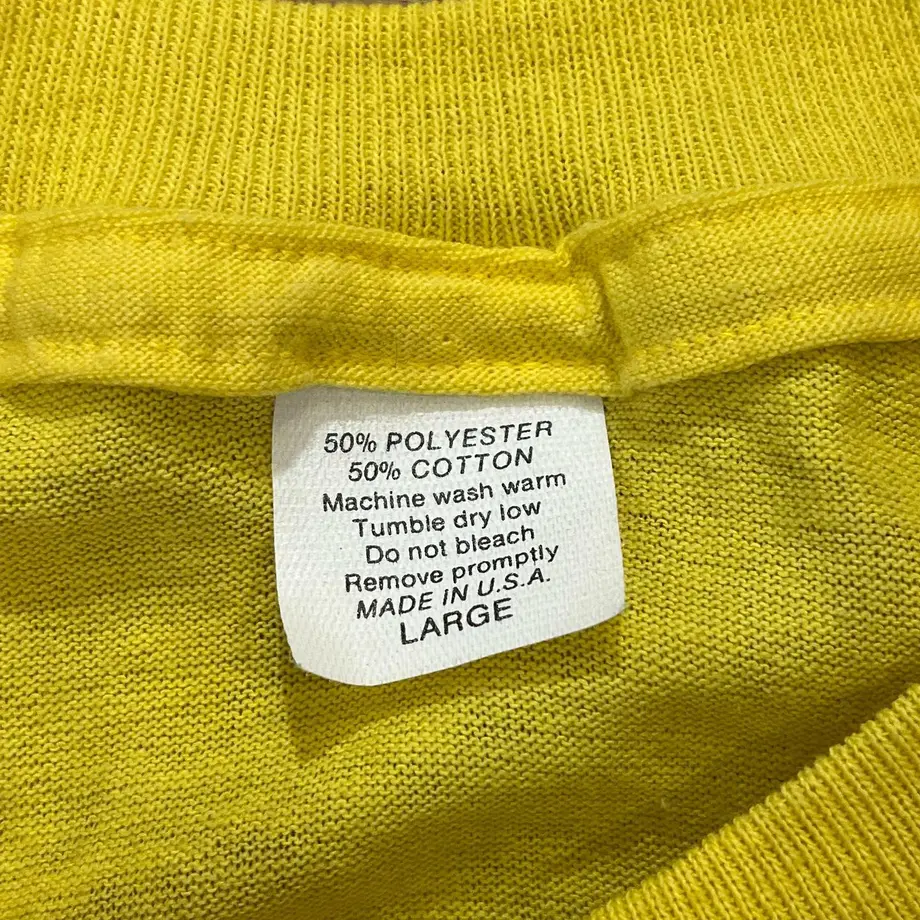 50% POLYESTER
50% COTTON
Machine wash warm
Tumble dry low
Do not bleach
Remove promptly
MADE IN U.S.A.
LARGE